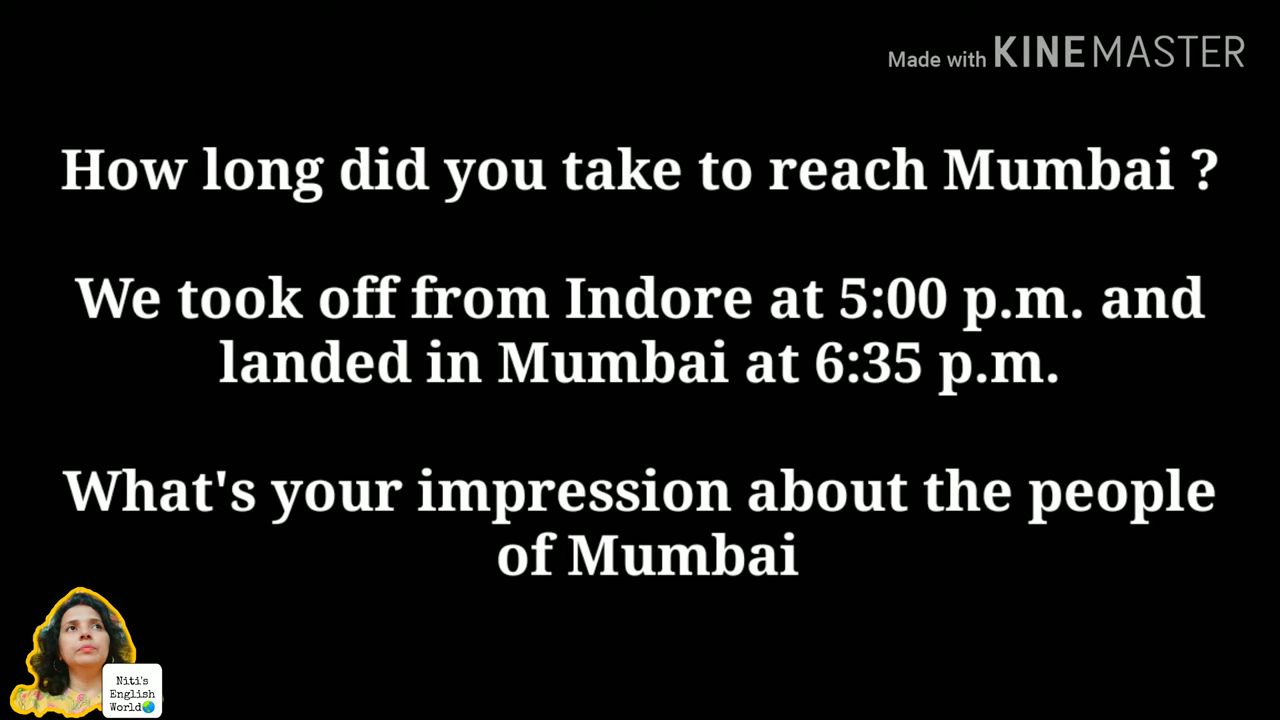 Made with KINEMASTER
How long did you take to reach Mumbai ?
We took off from Indore at 5:00 p.m. and
landed in Mumbai at 6:35 p.m.
What's your impression about the people
of Mumbai
Niti's
English
World